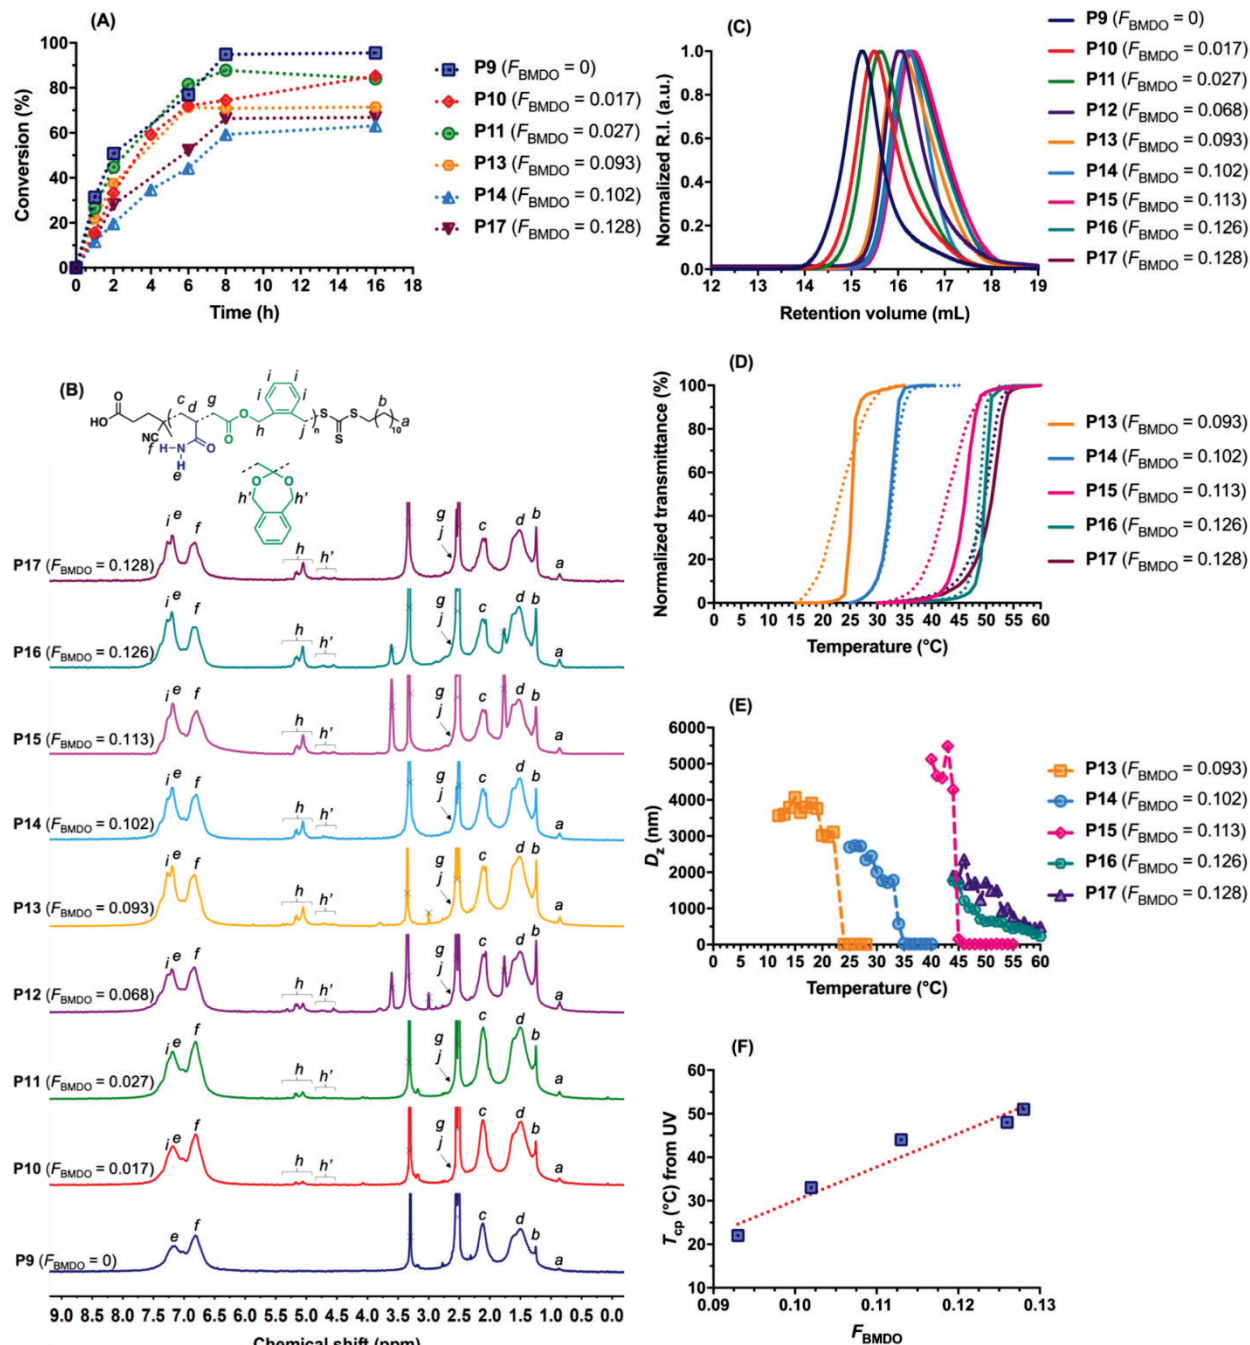 (A)
Conversion (%)
100
80
60
40
20
0
0 2 4 6 8 10 12 14 16 18
Time (h)
P9 (FBMDO = 0)
P10 (FBMDO = 0.017)
P11 (FBMDO = 0.027)
P13 (FBMDO = 0.093)
P14 (FBMDO = 0.102)
P17 (FBMDO = 0.128)
(C)
Normalized R.I. (a.u.)
1.0
0.8
0.6
0.4
0.2
0.0
12 13 14 15 16 17 18 19
Retention volume (mL)
P9 (FBMDO = 0)
P10 (FBMDO = 0.017)
P11 (FBMDO = 0.027)
P12 (FBMDO = 0.068)
P13 (FBMDO = 0.093)
P14 (FBMDO = 0.102)
P15 (FBMDO = 0.113)
P16 (FBMDO = 0.126)
P17 (FBMDO = 0.128)
(B)
i i
i i
c d g
b
O O S S
HO O 10 a
NC h j n S
f O O
H-N
H
e
O O
h' h'
P17 (FBMDO = 0.128)
i e f h h' g j c d b a
P16 (FBMDO = 0.126)
i e f h h' g j c d b a
P15 (FBMDO = 0.113)
i e f h h' g j c d b a
P14 (FBMDO = 0.102)
i e f h h' g j c d b a
P13 (FBMDO = 0.093)
i e f h h' g j c d b a
P12 (FBMDO = 0.068)
i e f h h' g j c d b a
P11 (FBMDO = 0.027)
i e f h h' g j c d b a
P10 (FBMDO = 0.017)
i e f h h' g j c d b a
P9 (FBMDO = 0)
e f c d b a
9.0 8.5 8.0 7.5 7.0 6.5 6.0 5.5 5.0 4.5 4.0 3.5 3.0 2.5 2.0 1.5 1.0 0.5 0.0
Chemical shift (ppm)
(D)
Normalized transmittance (%)
100
80
60
40
20
0
0 5 10 15 20 25 30 35 40 45 50 55 60
Temperature (°C)
P13 (FBMDO = 0.093)
P14 (FBMDO = 0.102)
P15 (FBMDO = 0.113)
P16 (FBMDO = 0.126)
P17 (FBMDO = 0.128)
(E)
Dz (nm)
6000
5000
4000
3000
2000
1000
0
0 5 10 15 20 25 30 35 40 45 50 55 60
Temperature (°C)
P13 (FBMDO = 0.093)
P14 (FBMDO = 0.102)
P15 (FBMDO = 0.113)
P16 (FBMDO = 0.126)
P17 (FBMDO = 0.128)
(F)
Tcp (°C) from UV
60
50
40
30
20
10
0.09 0.10 0.11 0.12 0.13
FBMDO